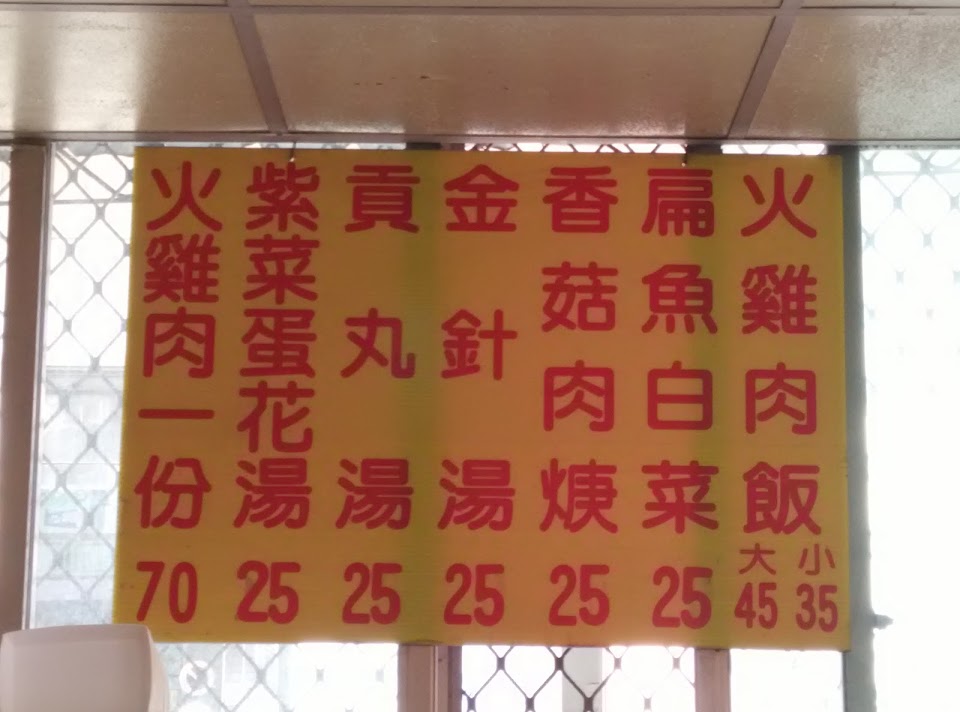 火雞肉飯 大45 小35
扁魚白菜 25
香菇肉焿 25
金針湯 25
貢丸湯 25
紫菜蛋花湯 25
火雞肉一份 70